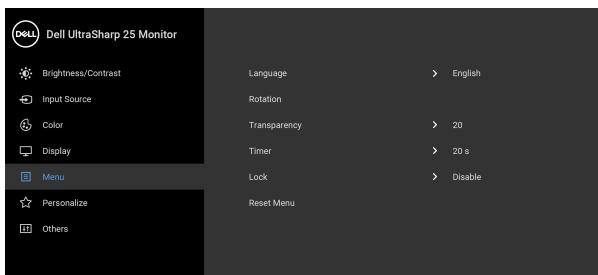 DELL Dell UltraSharp 25 Monitor
Brightness/Contrast
Input Source
Color
Display
Menu
Personalize
Others
Language > English
Rotation
Transparency > 20
Timer > 20 s
Lock > Disable
Reset Menu